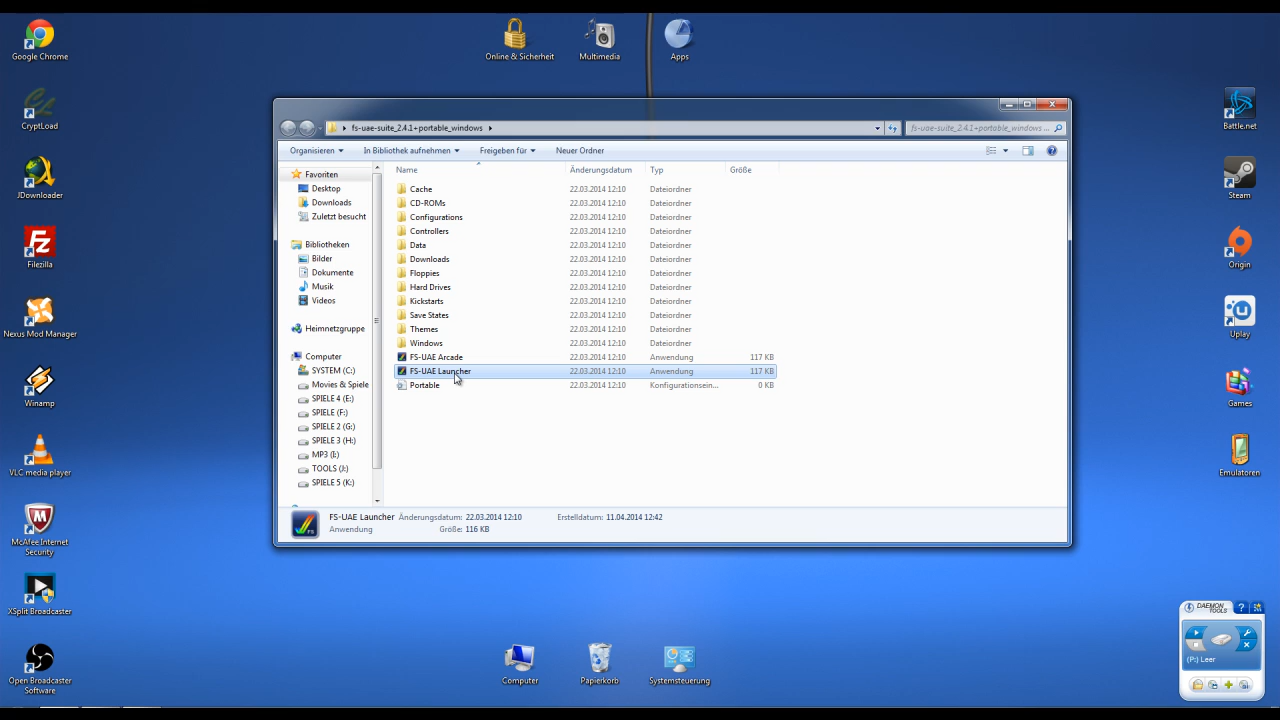 Google Chrome
Online & Sicherheit
Multimedia
Apps
CryptLoad
Battle.net
JDownloader
Steam
Filezilla
Origin
Nexus Mod Manager
Uplay
Winamp
Games
VLC media player
Emulatoren
McAfee Internet
Security
XSplit Broadcaster
Open Broadcaster
Software
Computer
Papierkorb
Systemsteuerung
fs-uae-suite_2.4.1+portable_windows
fs-uae-suite_2.4.1+portable_windows ...
Organisieren
In Bibliothek aufnehmen
Freigeben für
Neuer Ordner
Favoriten
Desktop
Downloads
Zuletzt besucht
Bibliotheken
Bilder
Dokumente
Musik
Videos
Heimnetzgruppe
Computer
SYSTEM (C:)
Movies & Spiele
SPIELE 4 (E:)
SPIELE (F:)
SPIELE 2 (G:)
SPIELE 3 (H:)
MP3 (I:)
TOOLS (J:)
SPIELE 5 (K:)
Name Änderungsdatum Typ Größe
Cache 22.03.2014 12:10 Dateiordner
CD-ROMs 22.03.2014 12:10 Dateiordner
Configurations 22.03.2014 12:10 Dateiordner
Controllers 22.03.2014 12:10 Dateiordner
Data 22.03.2014 12:10 Dateiordner
Downloads 22.03.2014 12:10 Dateiordner
Floppies 22.03.2014 12:10 Dateiordner
Hard Drives 22.03.2014 12:10 Dateiordner
Kickstarts 22.03.2014 12:10 Dateiordner
Save States 22.03.2014 12:10 Dateiordner
Themes 22.03.2014 12:10 Dateiordner
Windows 22.03.2014 12:10 Dateiordner
FS-UAE Arcade 22.03.2014 12:10 Anwendung 117 KB
FS-UAE Launcher 22.03.2014 12:10 Anwendung 117 KB
Portable 22.03.2014 12:10 Konfigurationsein... 0 KB
FS-UAE Launcher Änderungsdatum: 22.03.2014 12:10 Erstelldatum: 11.04.2014 12:42
Anwendung Größe: 116 KB
FS
DAEMON
TOOLS
?
(P:) Leer